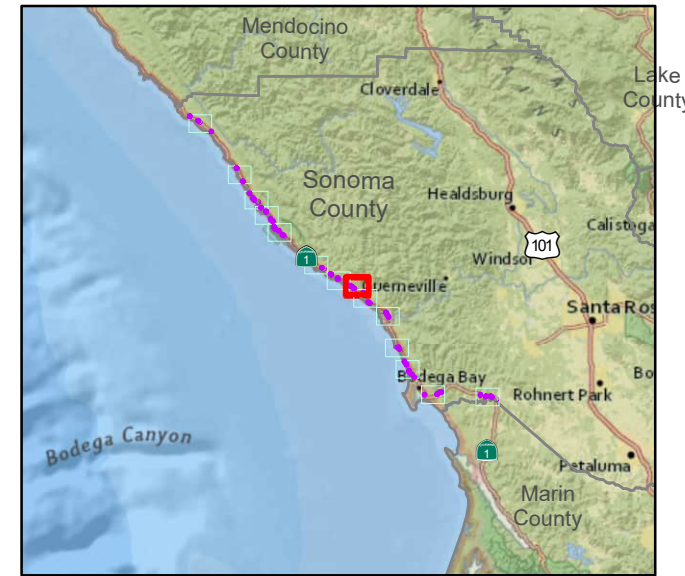 Mendocino
County
Lake
County
Cloverdale
Sonoma
County
Healdsburg
Calistoga
101
Windsor
1
Guerneville
Santa Ros
Bodega Bay
Bo
Rohnert Park
Bodega Canyon
1
Petaluma
Marin
County